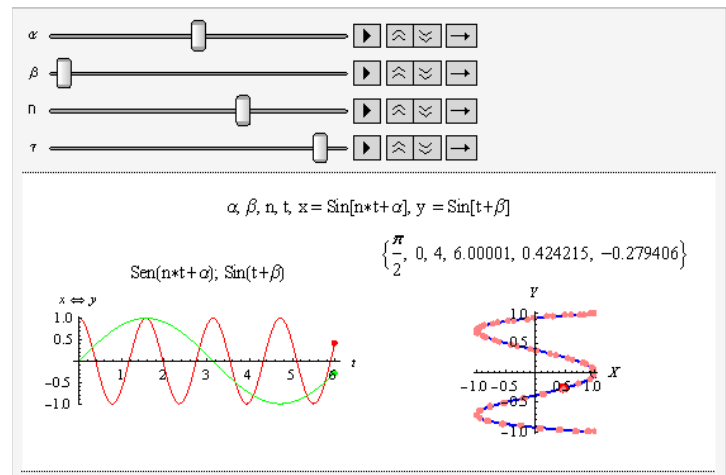 α
β
n
τ
α, β, n, t, x = Sin[n*t+α], y = Sin[t+β]
{π/2, 0, 4, 6.00001, 0.424215, −0.279406}
Sen(n*t+α); Sin(t+β)
x ⇔ y
1.0
0.5
−0.5
−1.0
1 2 3 4 5 6
t
Y
1.0
0.5
−1.0 −0.5 0.5 1.0 X
−0.5
−1.0